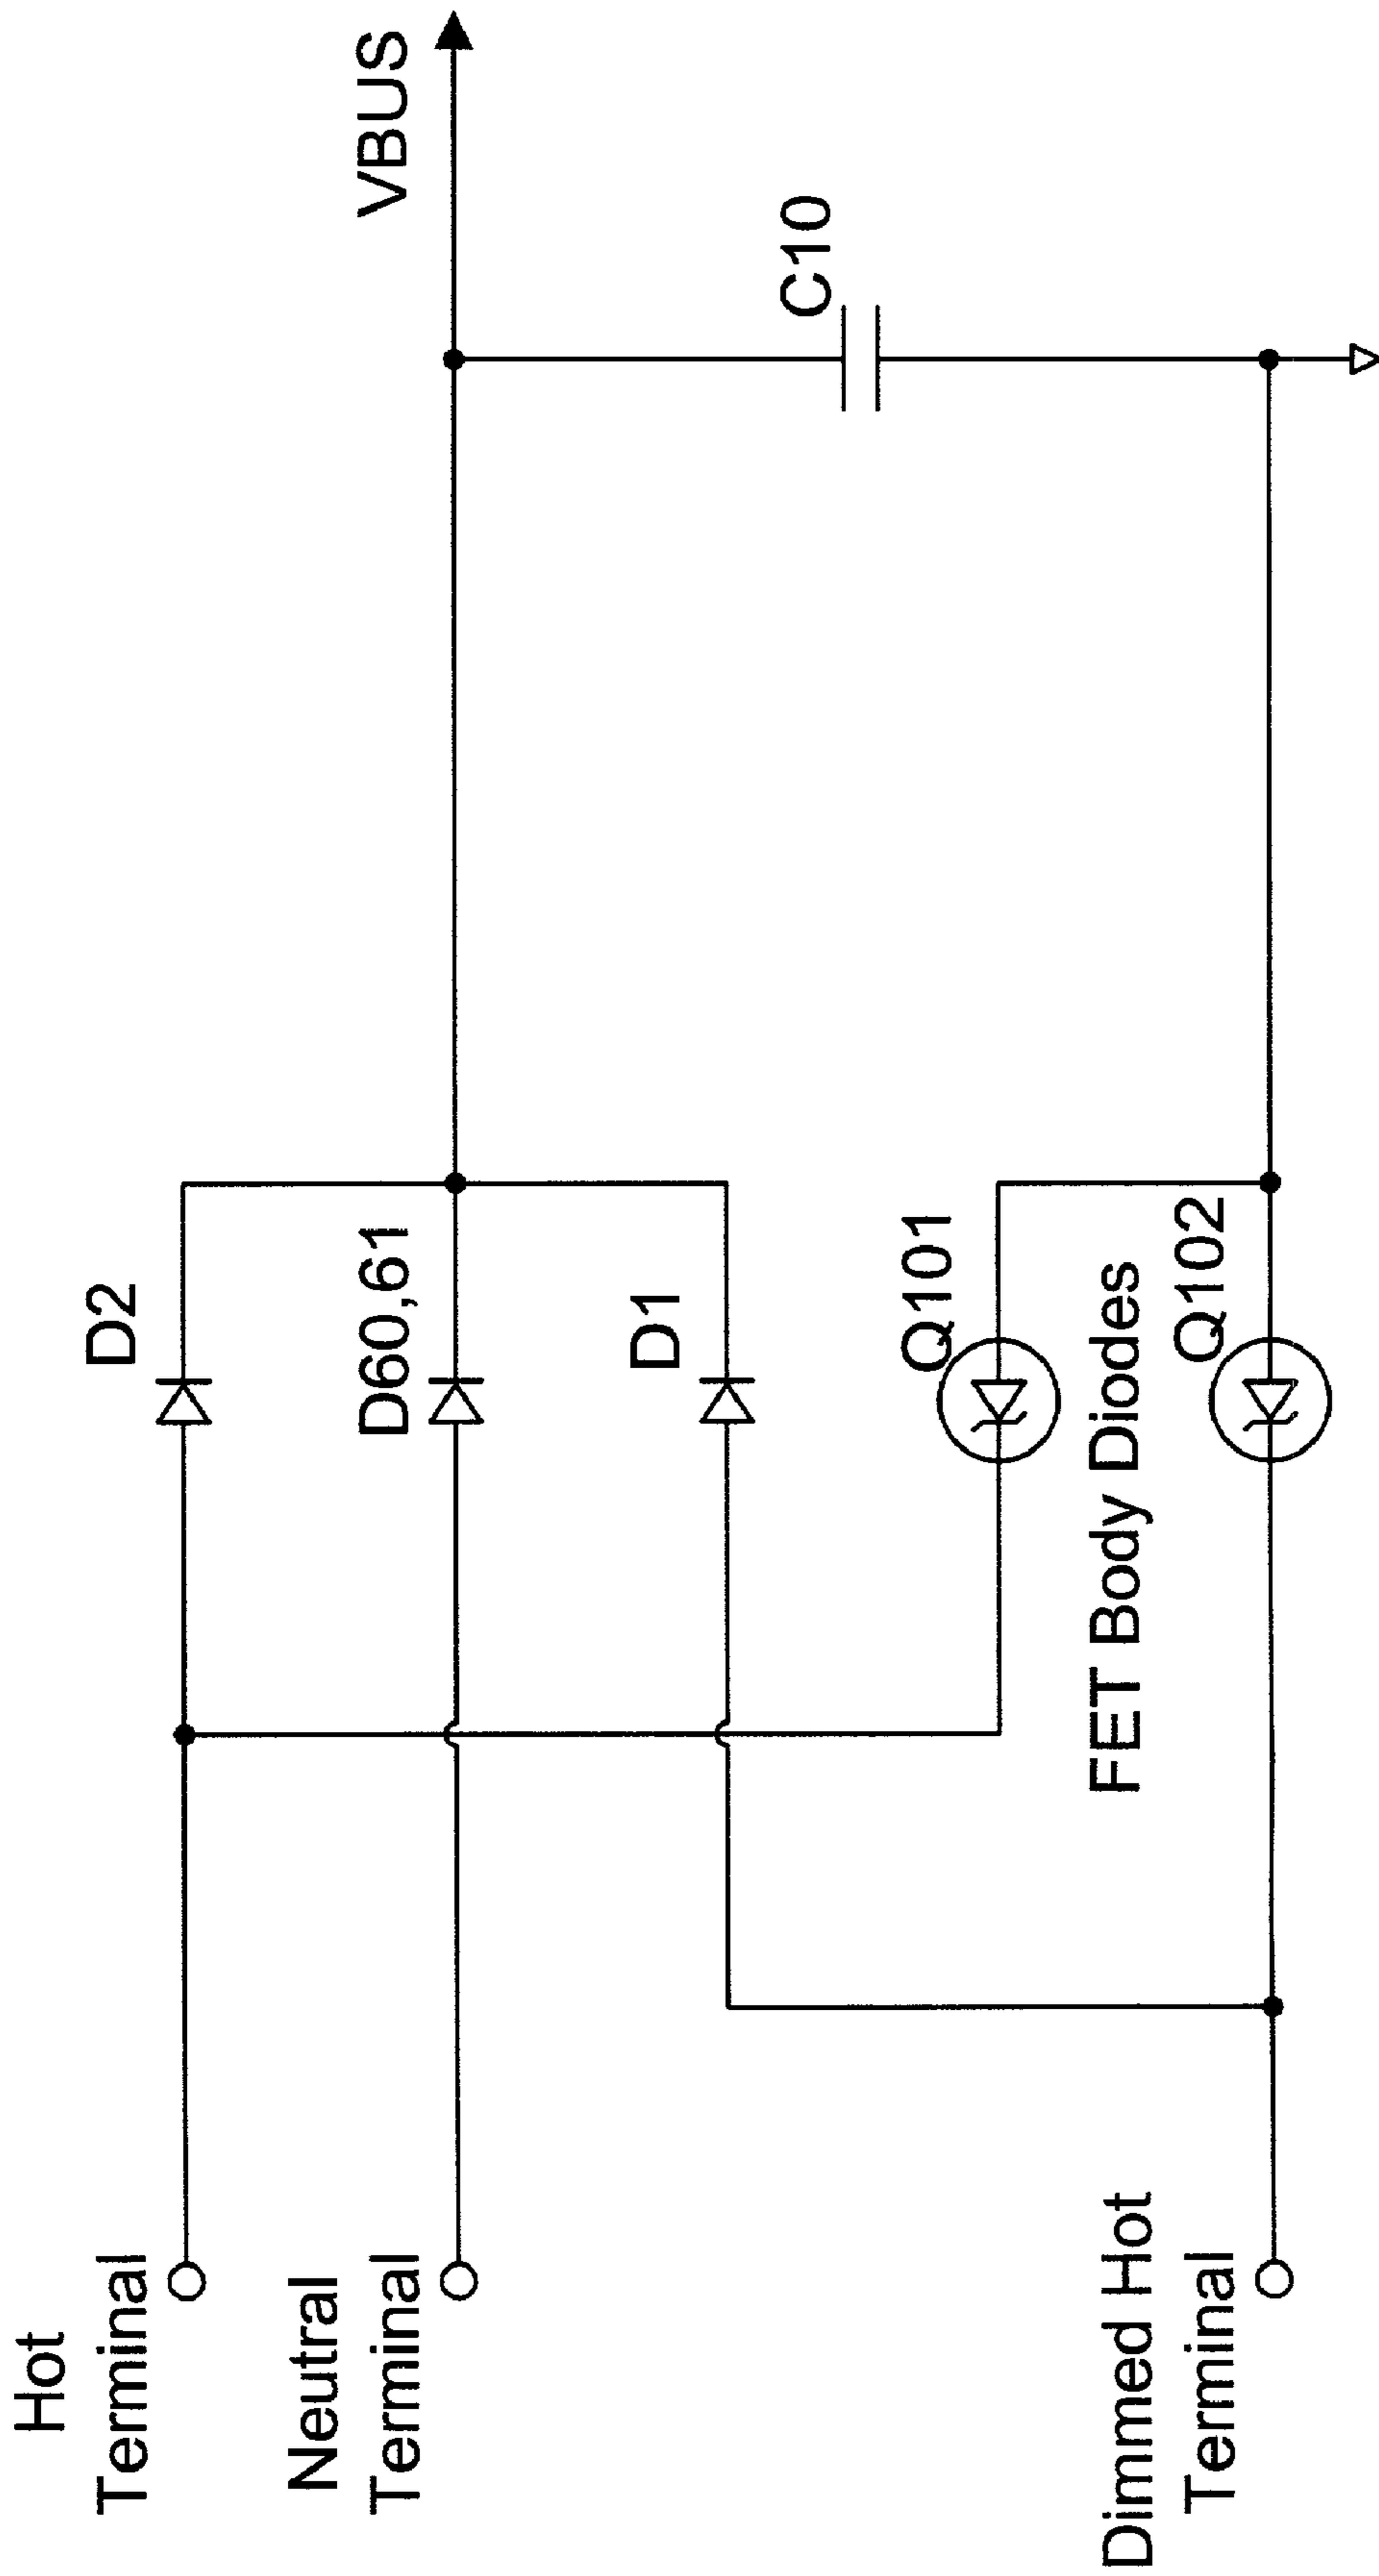 Hot
Terminal
Neutral
Terminal
Dimmed Hot
Terminal
D2
D60,61
D1
Q101
FET Body Diodes
Q102
C10
VBUS